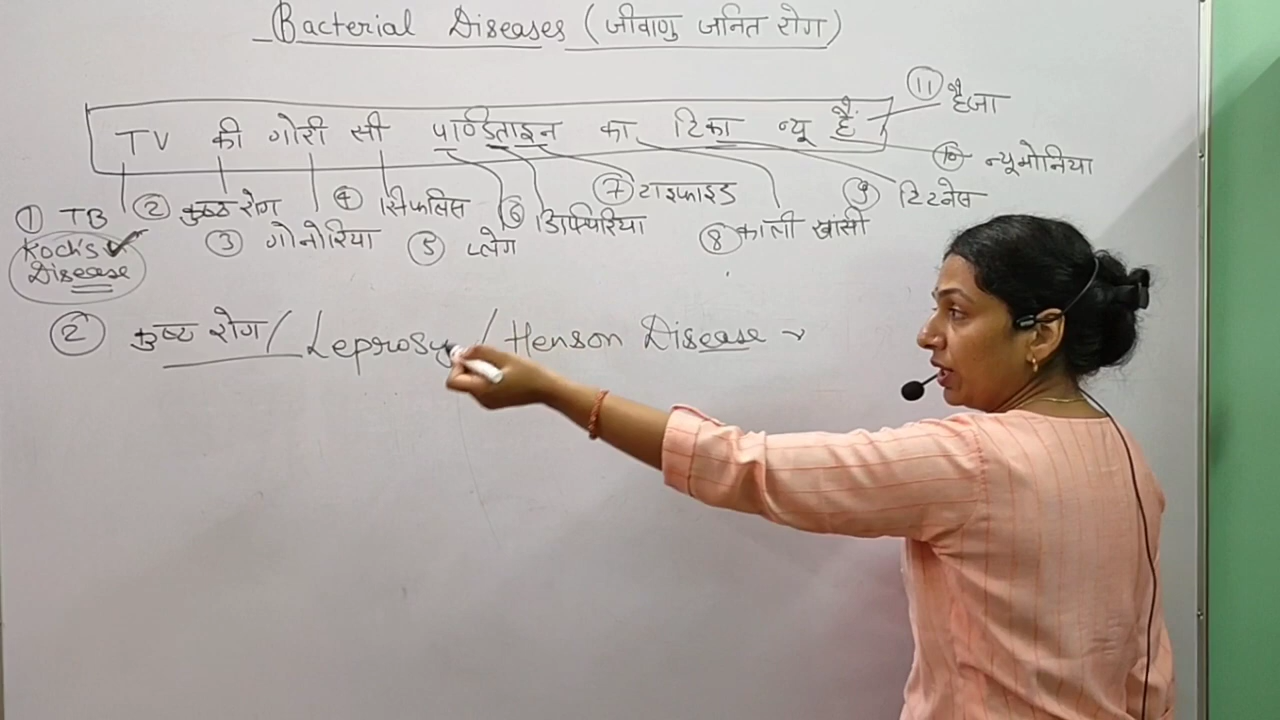 Bacterial Diseases (जीवाणु जनित रोग)
TV की गोरी सी पाण्डिताइन का टिका न्यू हैं
⑪ हैजा
⑩ न्यूमोनिया
① TB ② कुष्ठ रोग ④ सिफलिस ⑥ डिफ्थिरिया ⑦ टाइफाइड ⑨ टिटनेस
Koch's Disease ③ गोनोरिया ⑤ प्लेग ⑧ काली खांसी
② कुष्ठ रोग / Leprosy / Henson Disease